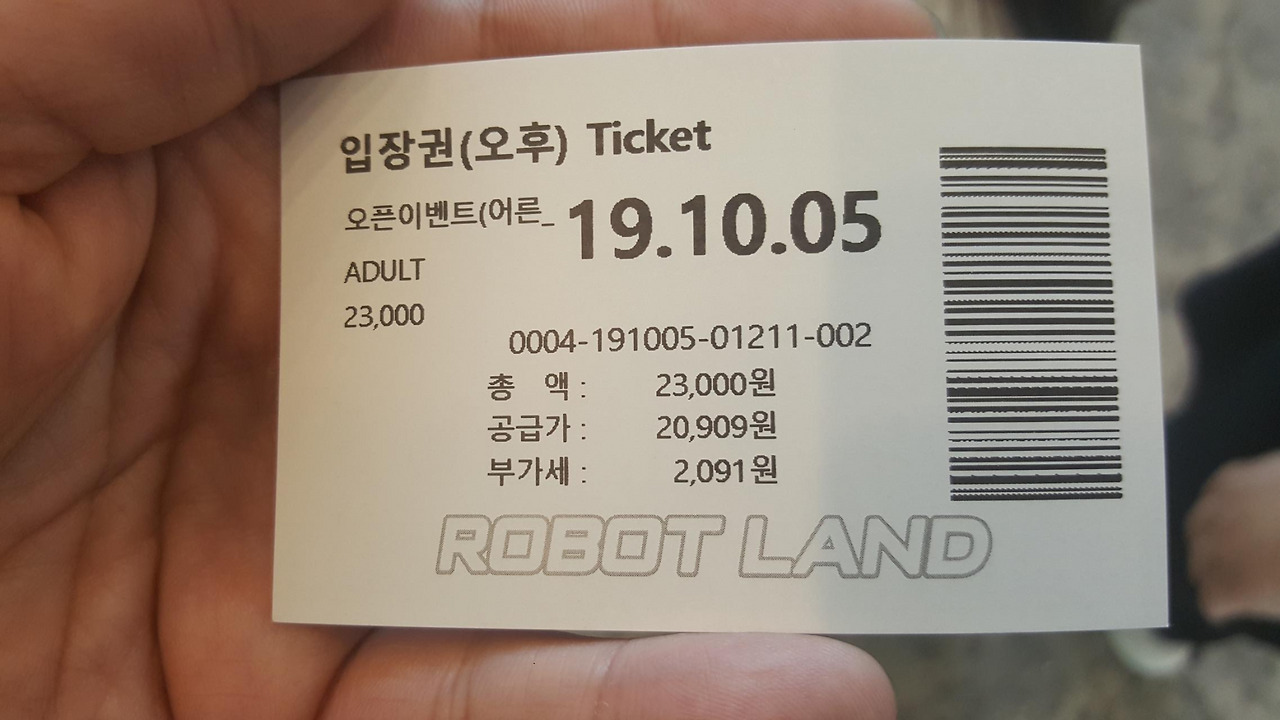 입장권(오후) Ticket
오픈이벤트(어른_ 19.10.05
ADULT
23,000
0004-191005-01211-002
총 액 : 23,000원
공급가 : 20,909원
부가세 : 2,091원
ROBOT LAND